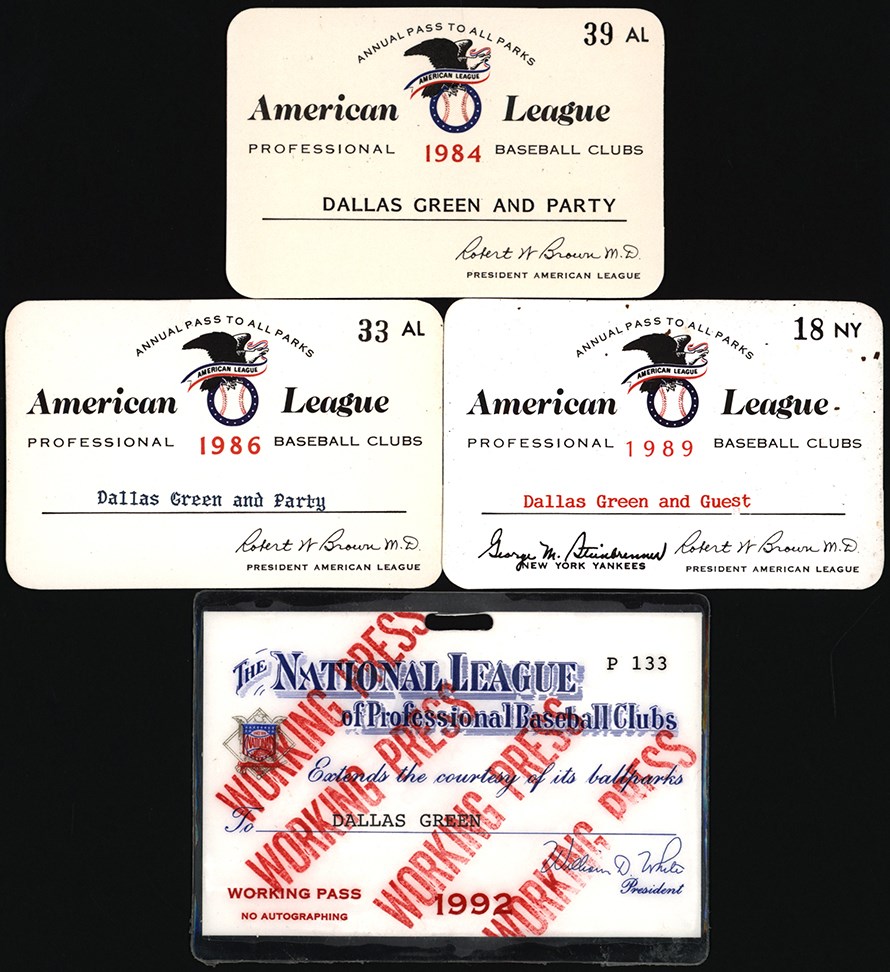 ANNUAL PASS TO ALL PARKS
39 AL
AMERICAN LEAGUE
American League
PROFESSIONAL 1984 BASEBALL CLUBS
DALLAS GREEN AND PARTY
Robert W Brown M.D.
PRESIDENT AMERICAN LEAGUE
ANNUAL PASS TO ALL PARKS
33 AL
AMERICAN LEAGUE
American League
PROFESSIONAL 1986 BASEBALL CLUBS
Dallas Green and Party
Robert W Brown M.D.
PRESIDENT AMERICAN LEAGUE
ANNUAL PASS TO ALL PARKS
18 NY
AMERICAN LEAGUE
American League
PROFESSIONAL 1989 BASEBALL CLUBS
Dallas Green and Guest
George M. Steinbrenner Robert W Brown M.D.
NEW YORK YANKEES PRESIDENT AMERICAN LEAGUE
P 133
THE NATIONAL LEAGUE
of Professional Baseball Clubs
NATIONAL
Extends the courtesy of its ballparks
To DALLAS GREEN
William D. White
President
WORKING PASS
NO AUTOGRAPHING
1992
WORKING PRESS
WORKING PRESS
WORKING PRESS
WORKING PRESS